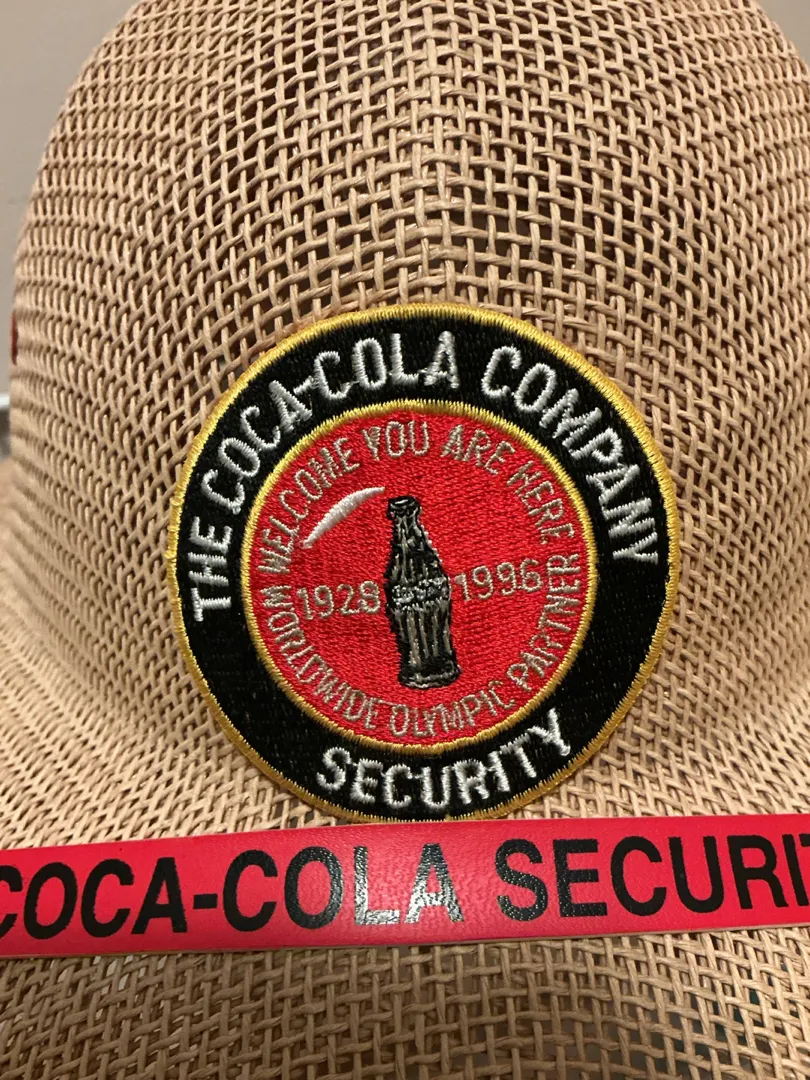 THE COCA-COLA COMPANY
WELCOME YOU ARE HERE
1928 1996
WORLDWIDE OLYMPIC PARTNER
SECURITY
COCA-COLA SECURIT